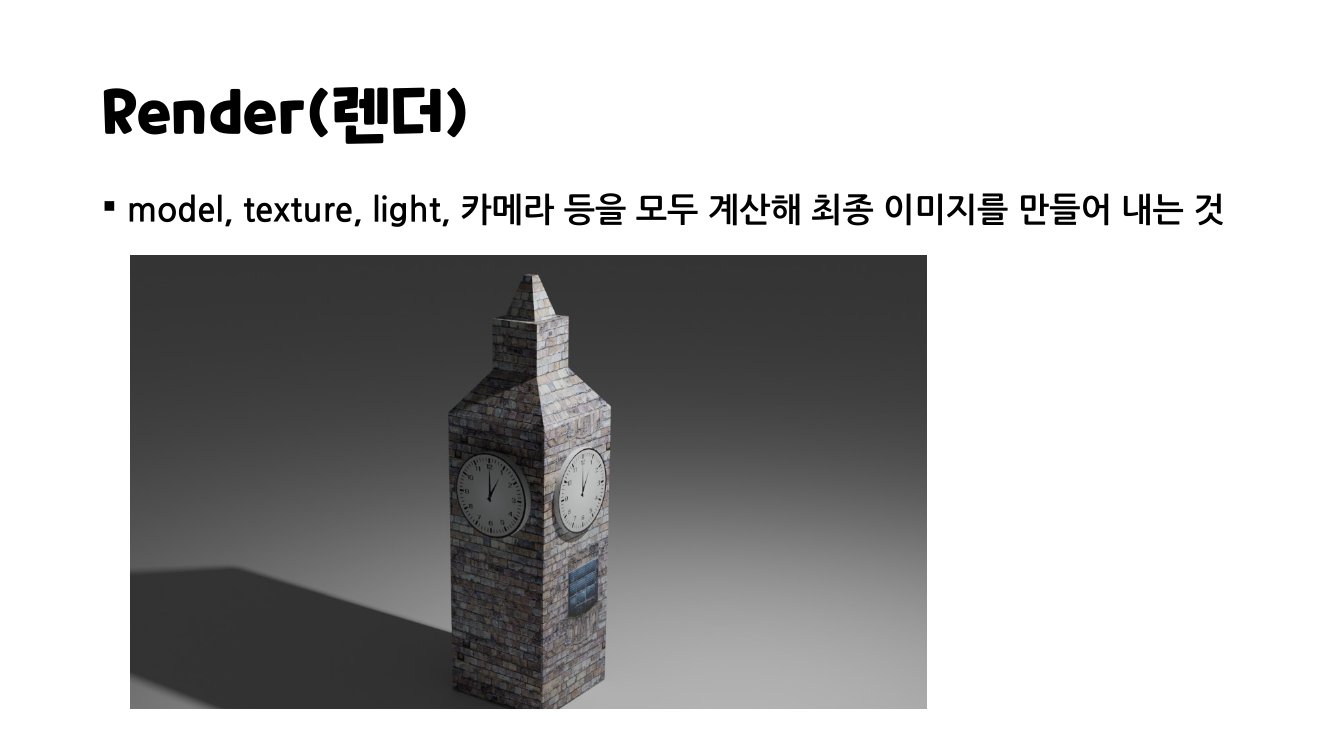 Render(렌더)
▪ model, texture, light, 카메라 등을 모두 계산해 최종 이미지를 만들어 내는 것